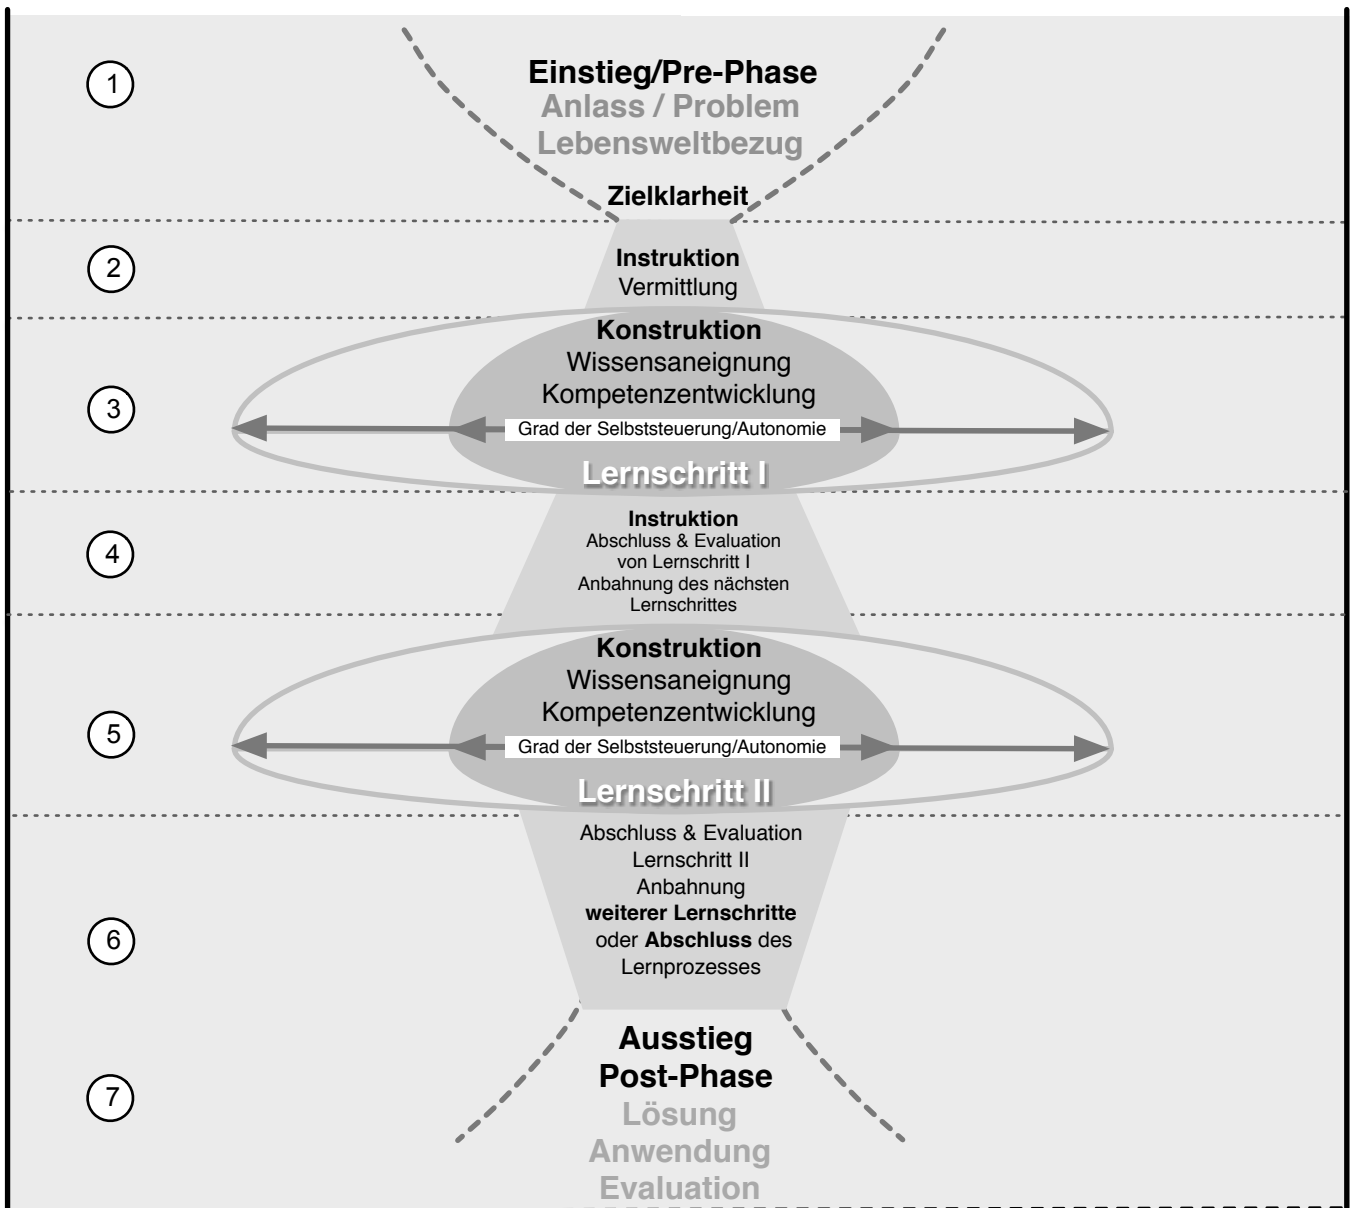 1
Einstieg/Pre-Phase
Anlass / Problem
Lebensweltbezug
Zielklarheit
2
Instruktion
Vermittlung
3
Konstruktion
Wissensaneignung
Kompetenzentwicklung
Grad der Selbststeuerung/Autonomie
Lernschritt I
4
Instruktion
Abschluss & Evaluation
von Lernschritt I
Anbahnung des nächsten
Lernschrittes
5
Konstruktion
Wissensaneignung
Kompetenzentwicklung
Grad der Selbststeuerung/Autonomie
Lernschritt II
6
Abschluss & Evaluation
Lernschritt II
Anbahnung
weiterer Lernschritte
oder Abschluss des
Lernprozesses
7
Ausstieg
Post-Phase
Lösung
Anwendung
Evaluation